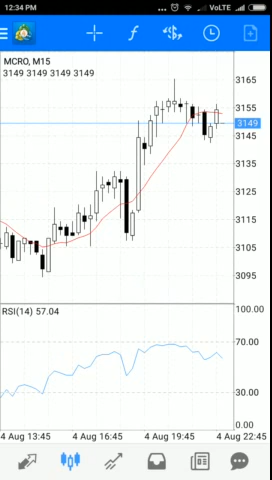 12:34 PM ... VoLTE
MCRO, M15
3149 3149 3149 3149
3165
3155
3149
3145
3135
3125
3115
3105
3095
RSI(14) 57.04
100.00
70.00
30.00
0.00
4 Aug 13:45 4 Aug 16:45 4 Aug 19:45 4 Aug 22:45